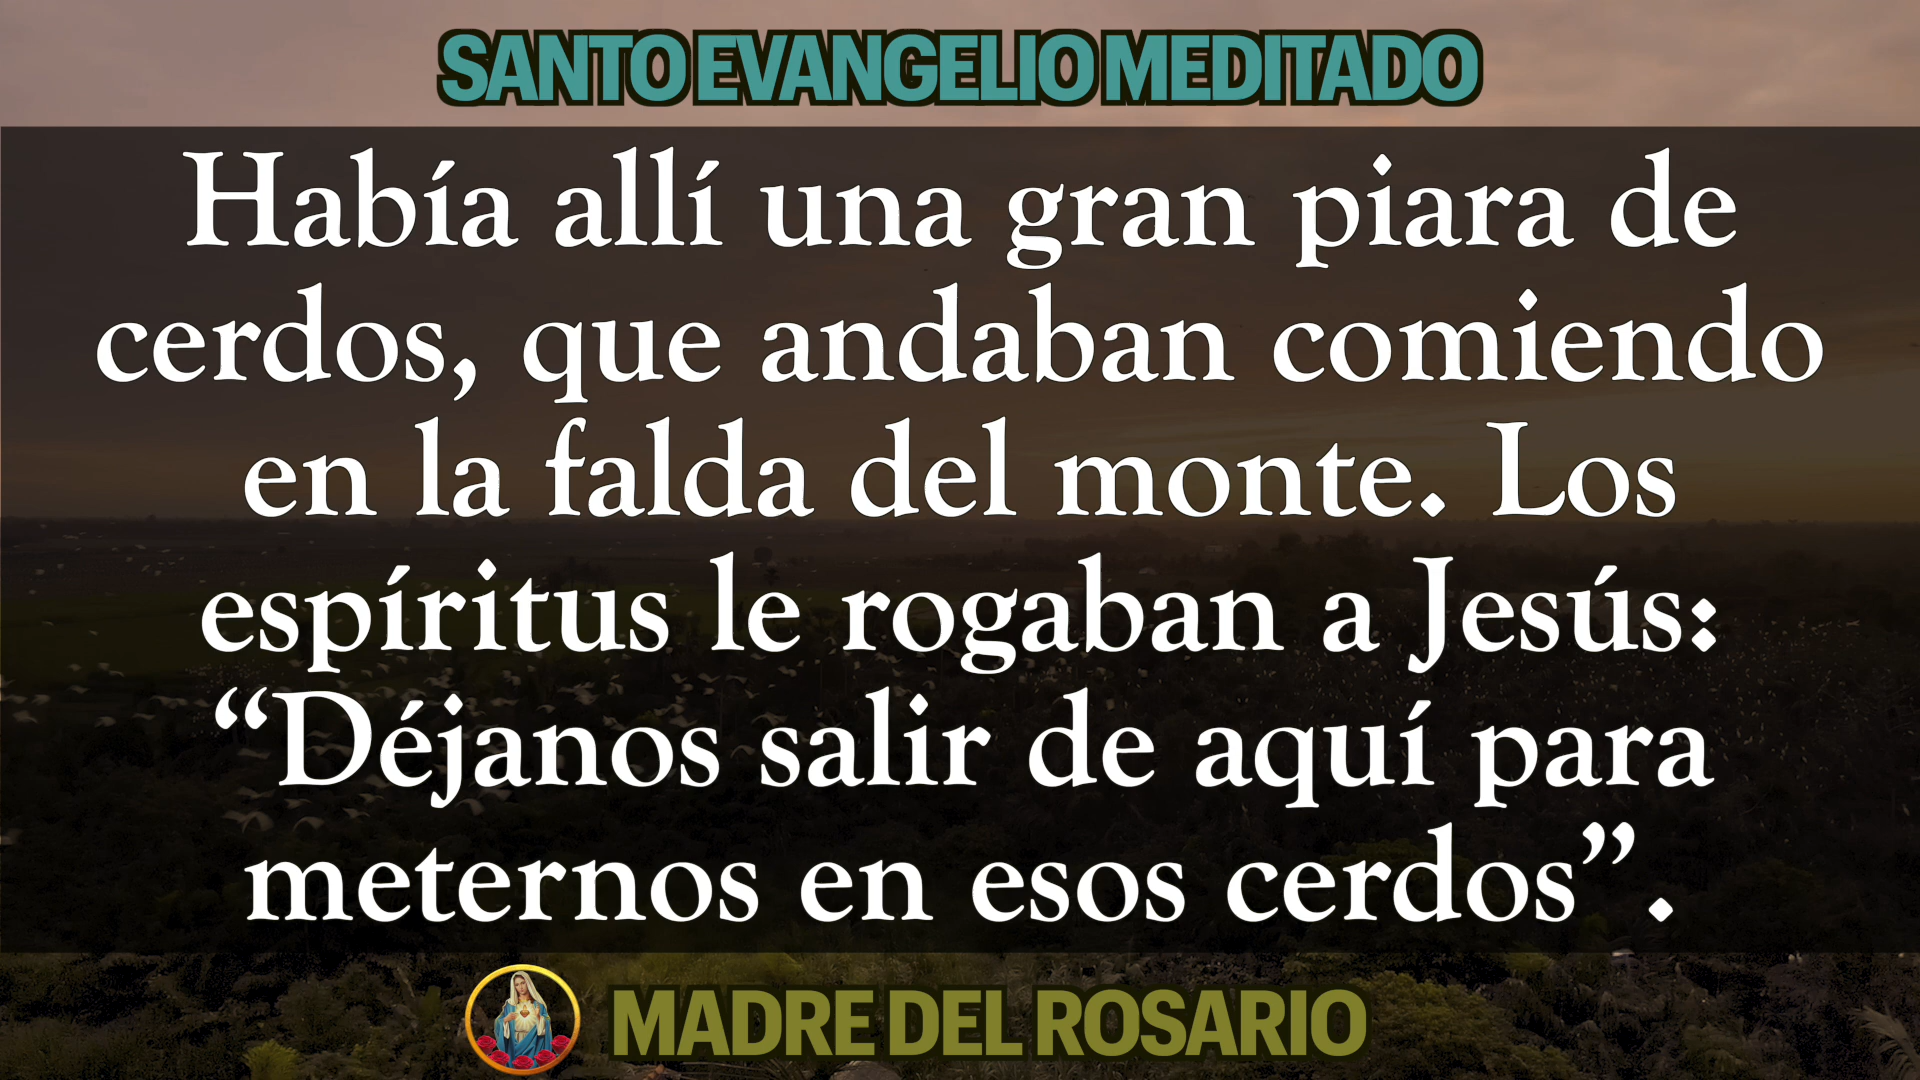 SANTO EVANGELIO MEDITADO
Había allí una gran piara de
cerdos, que andaban comiendo
en la falda del monte. Los
espíritus le rogaban a Jesús:
“Déjanos salir de aquí para
meternos en esos cerdos”.
MADRE DEL ROSARIO